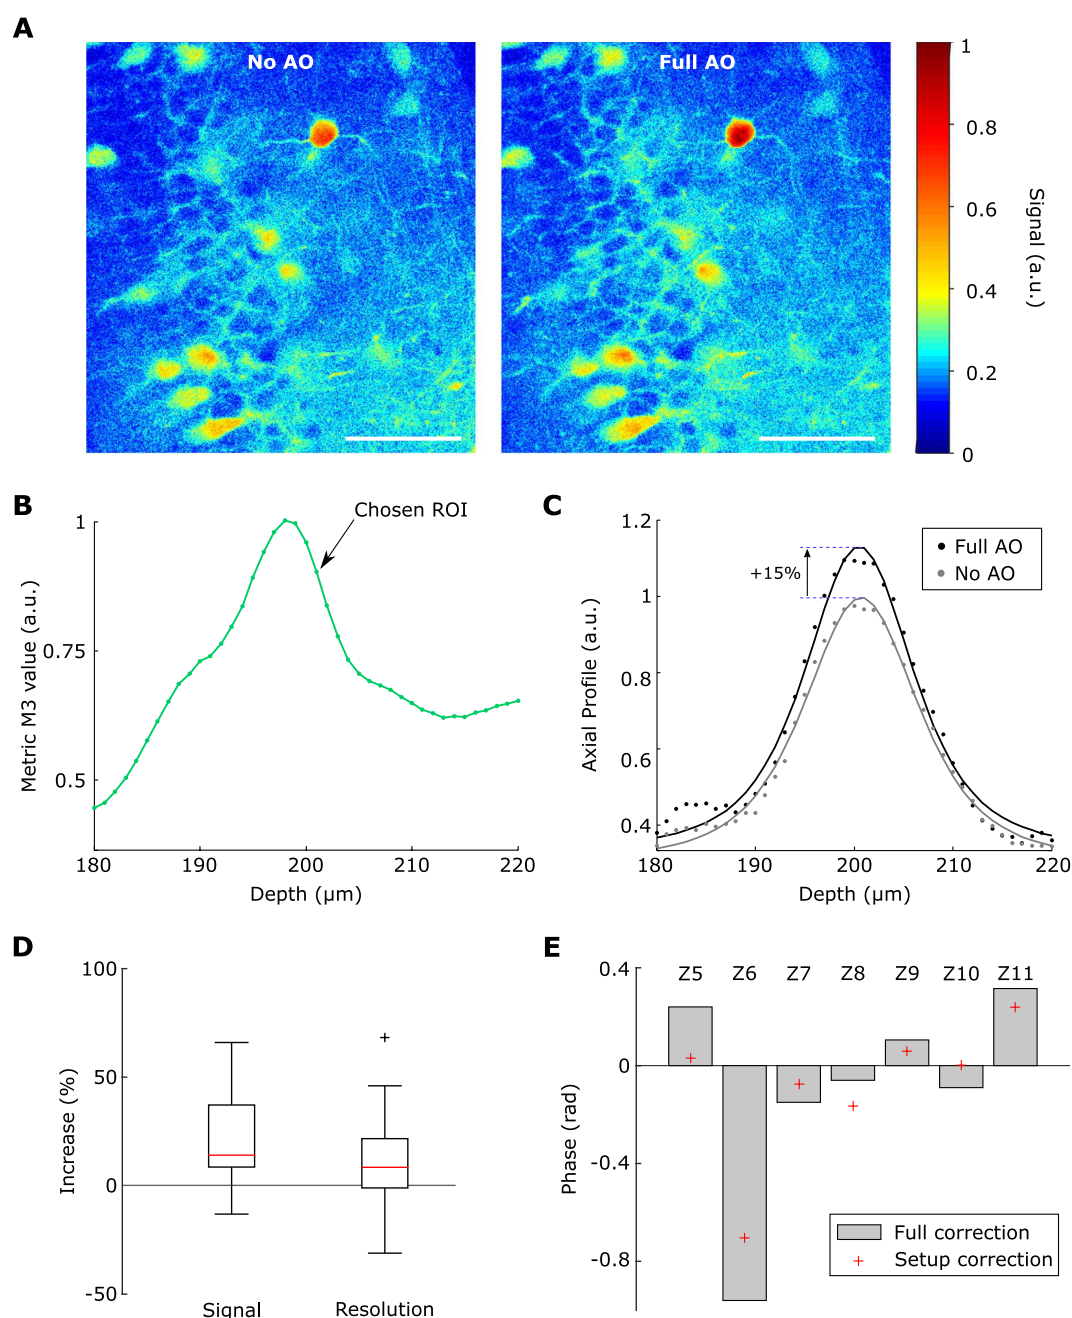 A
No AO
Full AO
1
0.8
0.6
0.4
0.2
0
Signal (a.u.)
B
Chosen ROI
1
0.75
0.5
Metric M3 value (a.u.)
180
190
200
210
220
Depth (µm)
C
1.2
1
0.8
0.6
0.4
Axial Profile (a.u.)
+15%
Full AO
No AO
180
190
200
210
220
Depth (µm)
D
100
50
0
-50
Increase (%)
Signal
Resolution
E
0.4
0
-0.4
-0.8
Phase (rad)
Z5
Z6
Z7
Z8
Z9
Z10
Z11
Full correction
Setup correction